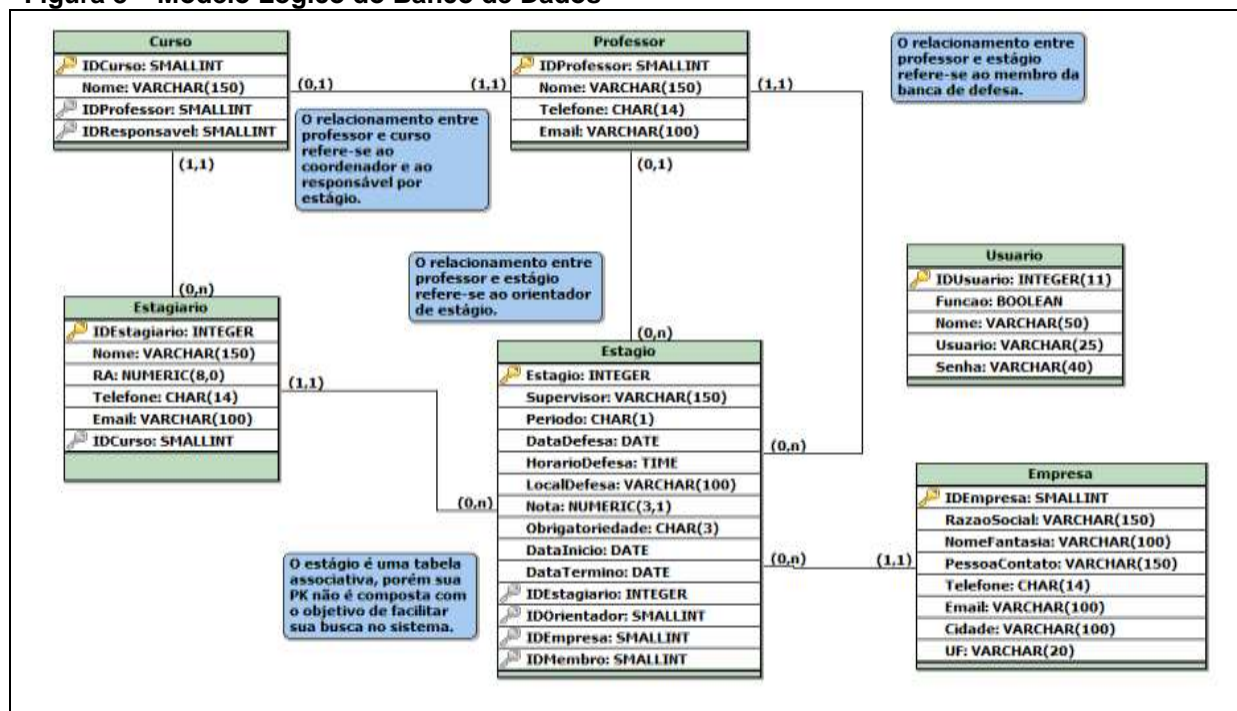 Figura 3 – Modelo Lógico do Banco de Dados
Curso
IDCurso: SMALLINT
Nome: VARCHAR(150)
IDProfessor: SMALLINT
IDResponsavel: SMALLINT
(0,1)
(1,1)
Professor
IDProfessor: SMALLINT
Nome: VARCHAR(150)
Telefone: CHAR(14)
Email: VARCHAR(100)
(1,1)
O relacionamento entre
professor e estágio
refere-se ao membro da
banca de defesa.
O relacionamento entre
professor e curso
refere-se ao
coordenador e ao
responsável por
estágio.
(1,1)
(0,1)
O relacionamento entre
professor e estágio
refere-se ao orientador
de estágio.
Usuario
IDUsuario: INTEGER(11)
Funcao: BOOLEAN
Nome: VARCHAR(50)
Usuario: VARCHAR(25)
Senha: VARCHAR(40)
(0,n)
Estagiario
IDEstagiario: INTEGER
Nome: VARCHAR(150)
RA: NUMERIC(8,0)
Telefone: CHAR(14)
Email: VARCHAR(100)
IDCurso: SMALLINT
(1,1)
(0,n)
(0,n)
Estagio
Estagio: INTEGER
Supervisor: VARCHAR(150)
Periodo: CHAR(1)
DataDefesa: DATE
HorarioDefesa: TIME
LocalDefesa: VARCHAR(100)
Nota: NUMERIC(3,1)
Obrigatoriedade: CHAR(3)
DataInicio: DATE
DataTermino: DATE
IDEstagiario: INTEGER
IDOrientador: SMALLINT
IDEmpresa: SMALLINT
IDMembro: SMALLINT
(0,n)
(0,n)
(1,1)
Empresa
IDEmpresa: SMALLINT
RazaoSocial: VARCHAR(150)
NomeFantasia: VARCHAR(100)
PessoaContato: VARCHAR(150)
Telefone: CHAR(14)
Email: VARCHAR(100)
Cidade: VARCHAR(100)
UF: VARCHAR(20)
O estágio é uma tabela
associativa, porém sua
PK não é composta com
o objetivo de facilitar
sua busca no sistema.